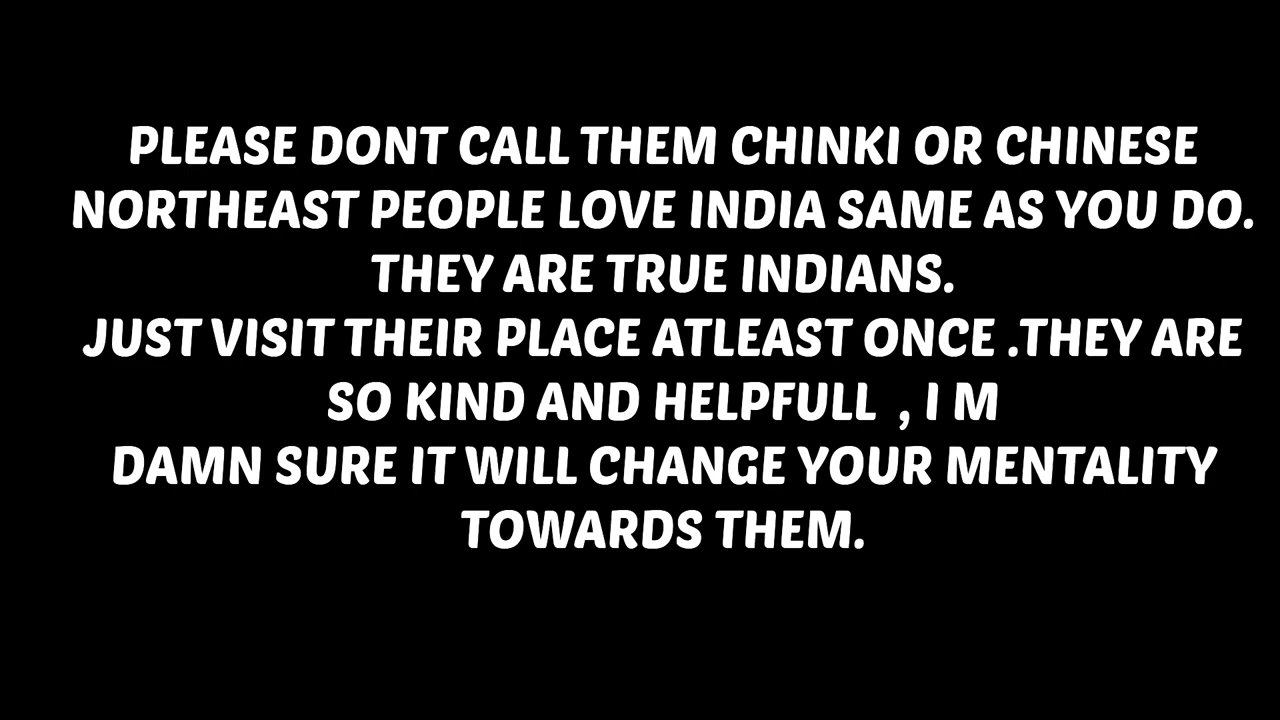 PLEASE DONT CALL THEM CHINKI OR CHINESE
NORTHEAST PEOPLE LOVE INDIA SAME AS YOU DO.
THEY ARE TRUE INDIANS.
JUST VISIT THEIR PLACE ATLEAST ONCE .THEY ARE
SO KIND AND HELPFULL , I M
DAMN SURE IT WILL CHANGE YOUR MENTALITY
TOWARDS THEM.